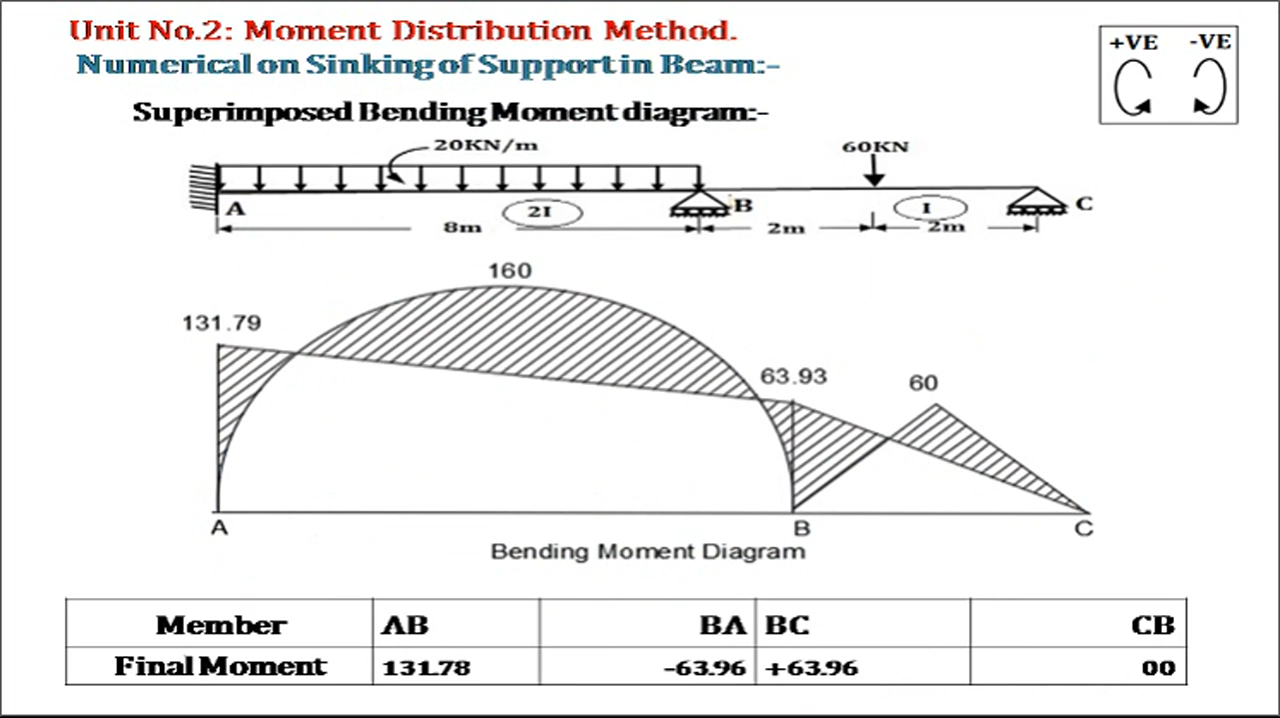 Unit No.2: Moment Distribution Method.
Numerical on Sinking of Support in Beam:-
+VE -VE
Superimposed Bending Moment diagram:-
20KN/m
60KN
A 2I B I C
8m 2m 2m
160
131.79
63.93 60
A B C
Bending Moment Diagram
Member AB BA BC CB
Final Moment 131.78 -63.96 +63.96 00